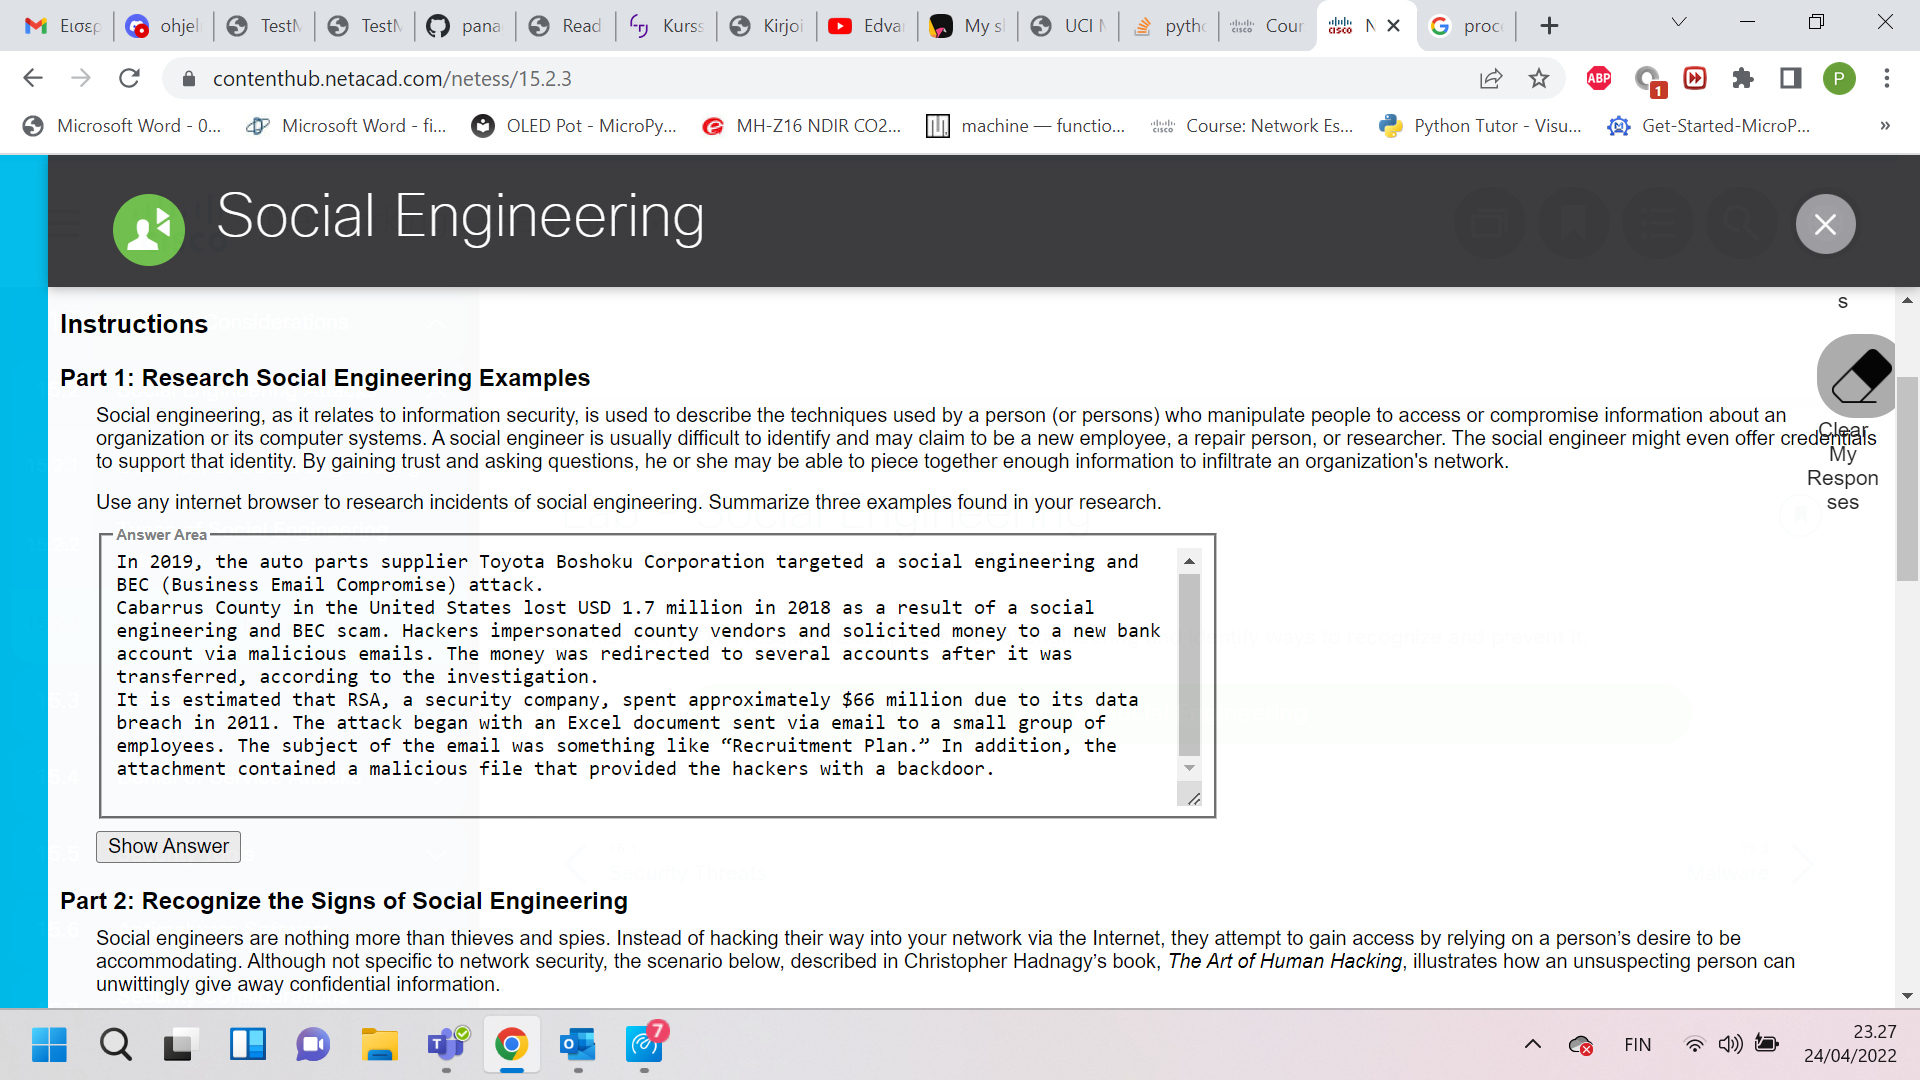 Εισερ
ohjel
TestM
TestM
pana
Read
Kurss
Kirjoi
Edvar
My sl
UCI M
pytho
Cour
N
proce
contenthub.netacad.com/netess/15.2.3
ABP
1
P
Microsoft Word - 0...
Microsoft Word - fi...
OLED Pot - MicroPy...
MH-Z16 NDIR CO2...
machine — functio...
Course: Network Es...
Python Tutor - Visu...
Get-Started-MicroP...
»
Social Engineering
s
Instructions
Part 1: Research Social Engineering Examples
Social engineering, as it relates to information security, is used to describe the techniques used by a person (or persons) who manipulate people to access or compromise information about an
organization or its computer systems. A social engineer is usually difficult to identify and may claim to be a new employee, a repair person, or researcher. The social engineer might even offer credentials
to support that identity. By gaining trust and asking questions, he or she may be able to piece together enough information to infiltrate an organization's network.
Clear
My
Respon
ses
Use any internet browser to research incidents of social engineering. Summarize three examples found in your research.
Answer Area
In 2019, the auto parts supplier Toyota Boshoku Corporation targeted a social engineering and
BEC (Business Email Compromise) attack.
Cabarrus County in the United States lost USD 1.7 million in 2018 as a result of a social
engineering and BEC scam. Hackers impersonated county vendors and solicited money to a new bank
account via malicious emails. The money was redirected to several accounts after it was
transferred, according to the investigation.
It is estimated that RSA, a security company, spent approximately $66 million due to its data
breach in 2011. The attack began with an Excel document sent via email to a small group of
employees. The subject of the email was something like “Recruitment Plan.” In addition, the
attachment contained a malicious file that provided the hackers with a backdoor.
Show Answer
Part 2: Recognize the Signs of Social Engineering
Social engineers are nothing more than thieves and spies. Instead of hacking their way into your network via the Internet, they attempt to gain access by relying on a person’s desire to be
accommodating. Although not specific to network security, the scenario below, described in Christopher Hadnagy’s book, The Art of Human Hacking, illustrates how an unsuspecting person can
unwittingly give away confidential information.
7
FIN
23.27
24/04/2022